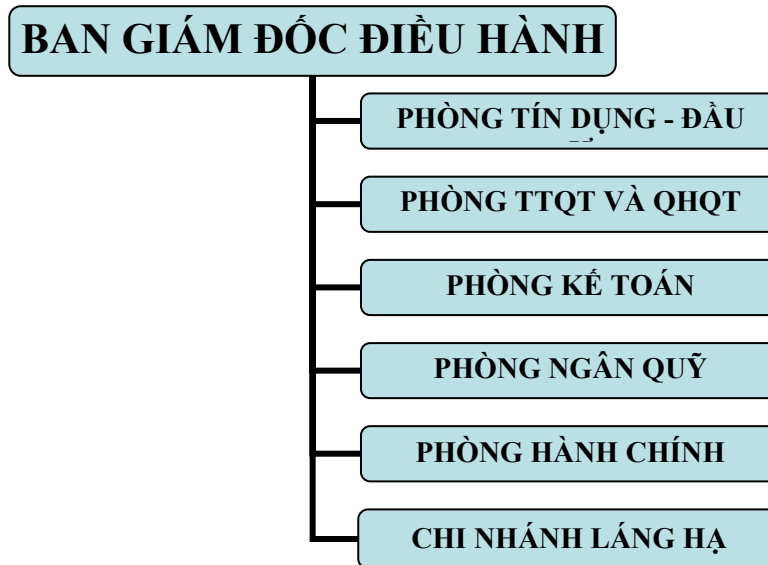 BAN GIÁM ĐỐC ĐIỀU HÀNH
PHÒNG TÍN DỤNG - ĐẦU
PHÒNG TTQT VÀ QHQT
PHÒNG KẾ TOÁN
PHÒNG NGÂN QUỸ
PHÒNG HÀNH CHÍNH
CHI NHÁNH LÁNG HẠ